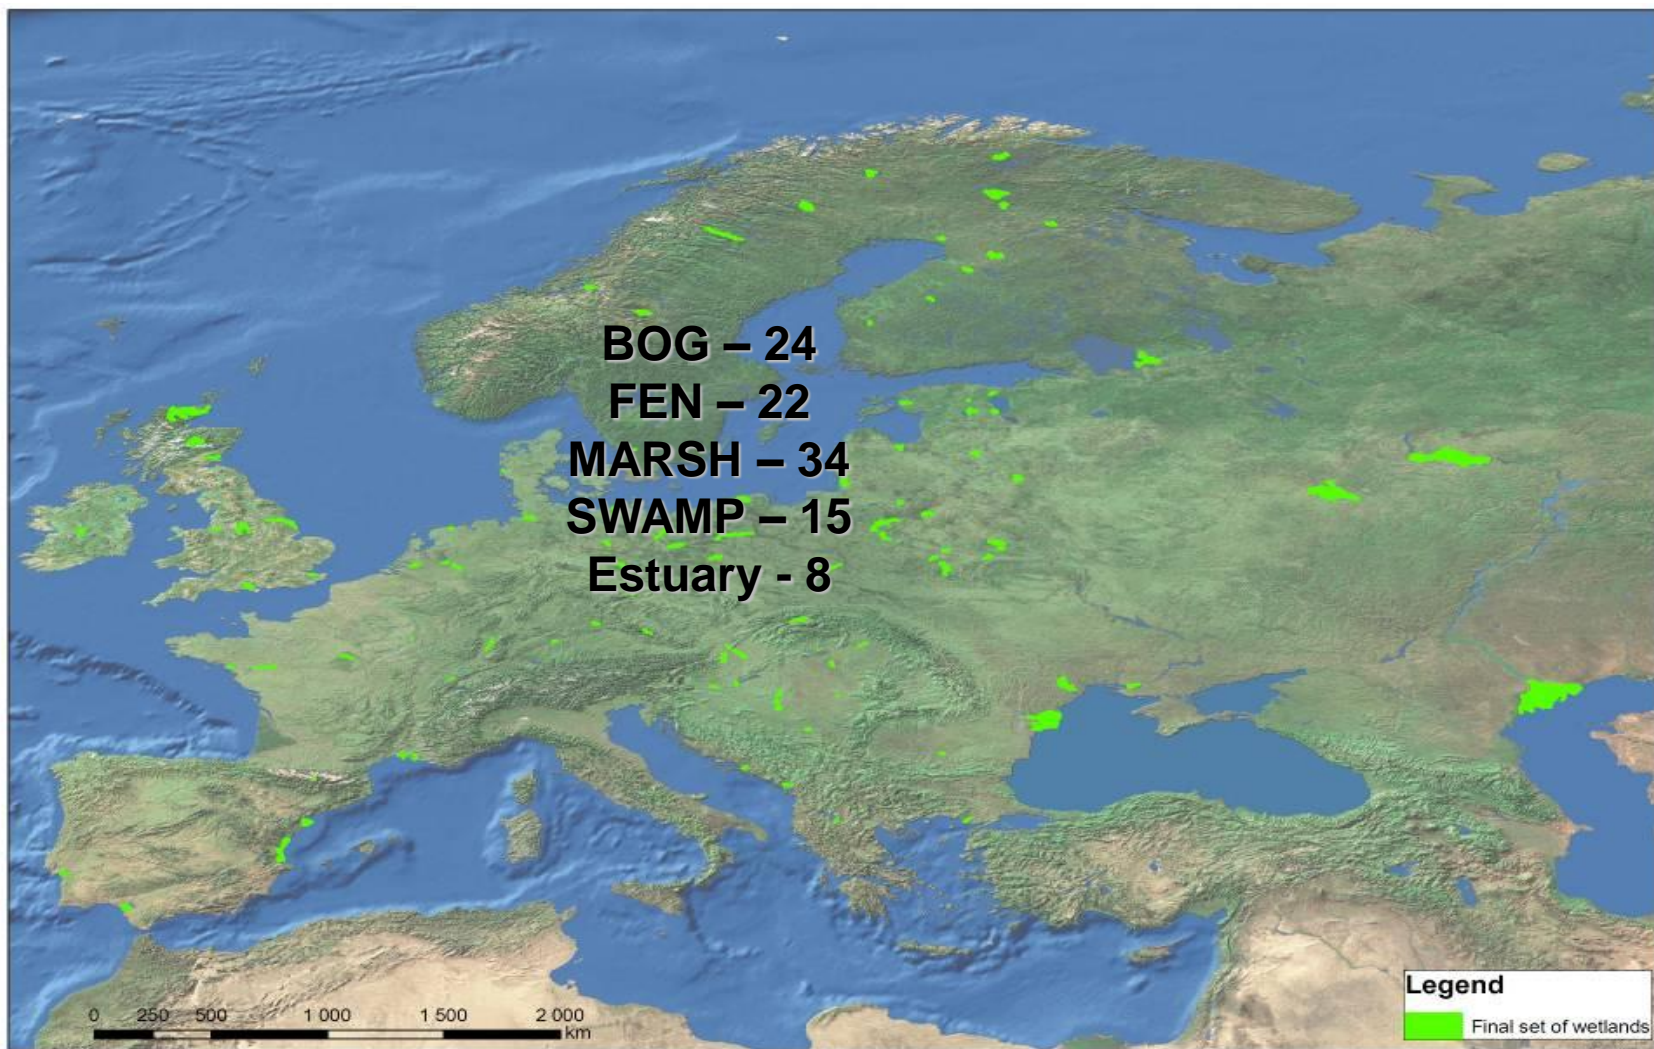 BOG – 24
FEN – 22
MARSH – 34
SWAMP – 15
Estuary - 8
0 250 500 1 000 1 500 2 000
km
Legend
Final set of wetlands